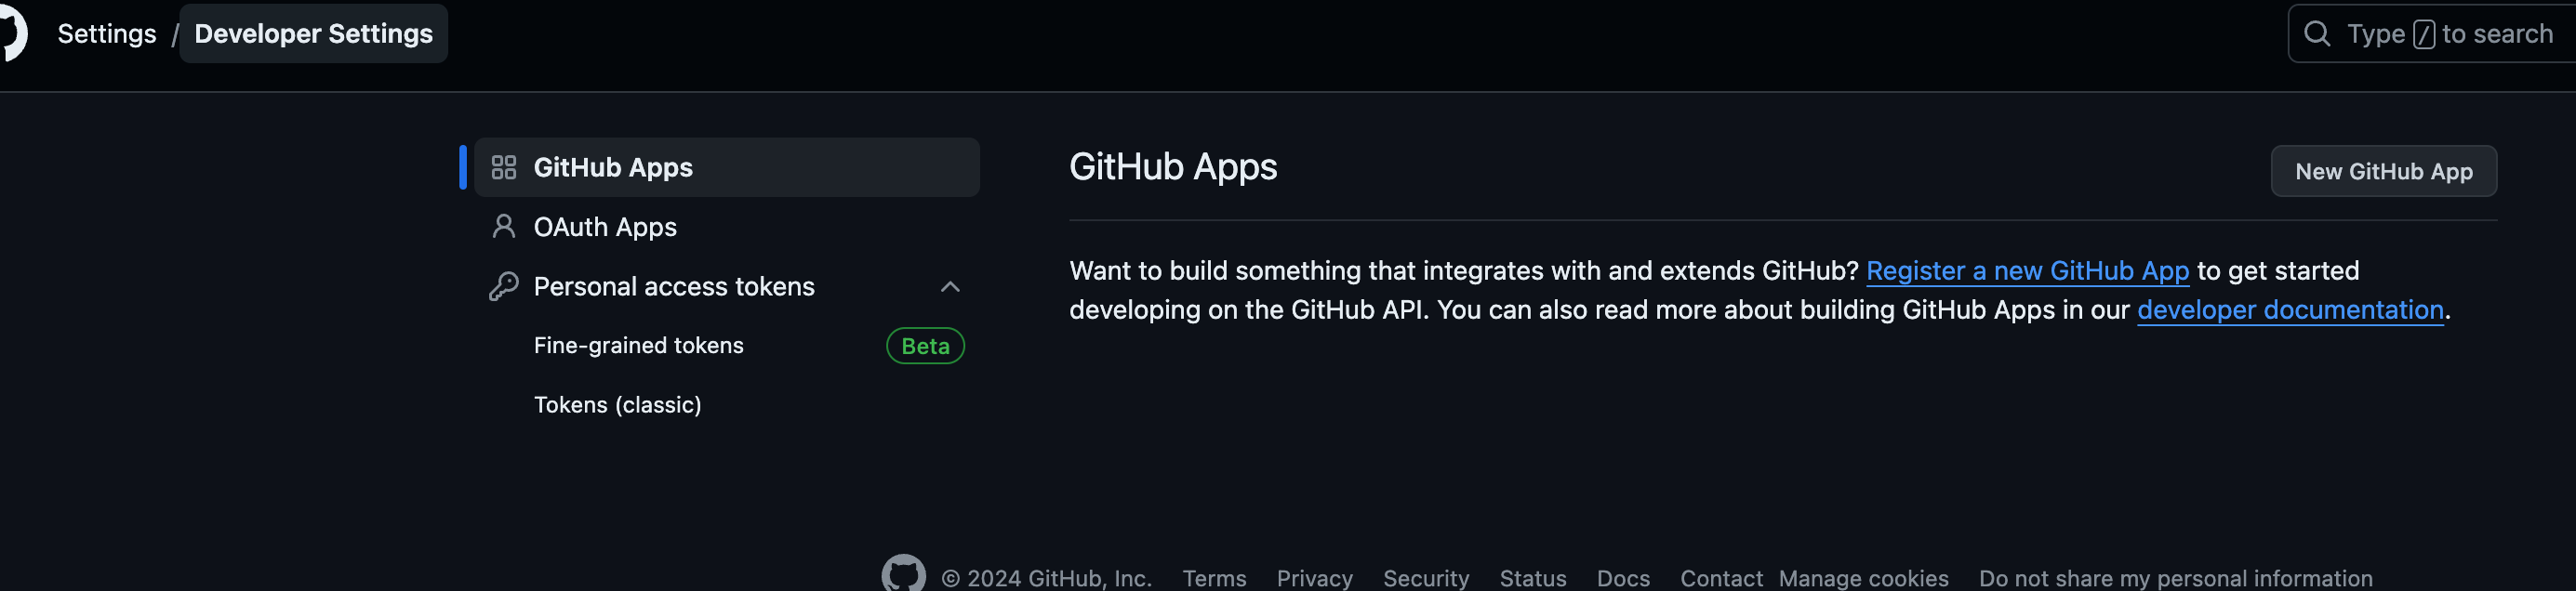 Settings / Developer Settings
Type / to search
GitHub Apps
OAuth Apps
Personal access tokens
Fine-grained tokens Beta
Tokens (classic)
GitHub Apps
New GitHub App
Want to build something that integrates with and extends GitHub? Register a new GitHub App to get started
developing on the GitHub API. You can also read more about building GitHub Apps in our developer documentation.
© 2024 GitHub, Inc. Terms Privacy Security Status Docs Contact Manage cookies Do not share my personal information